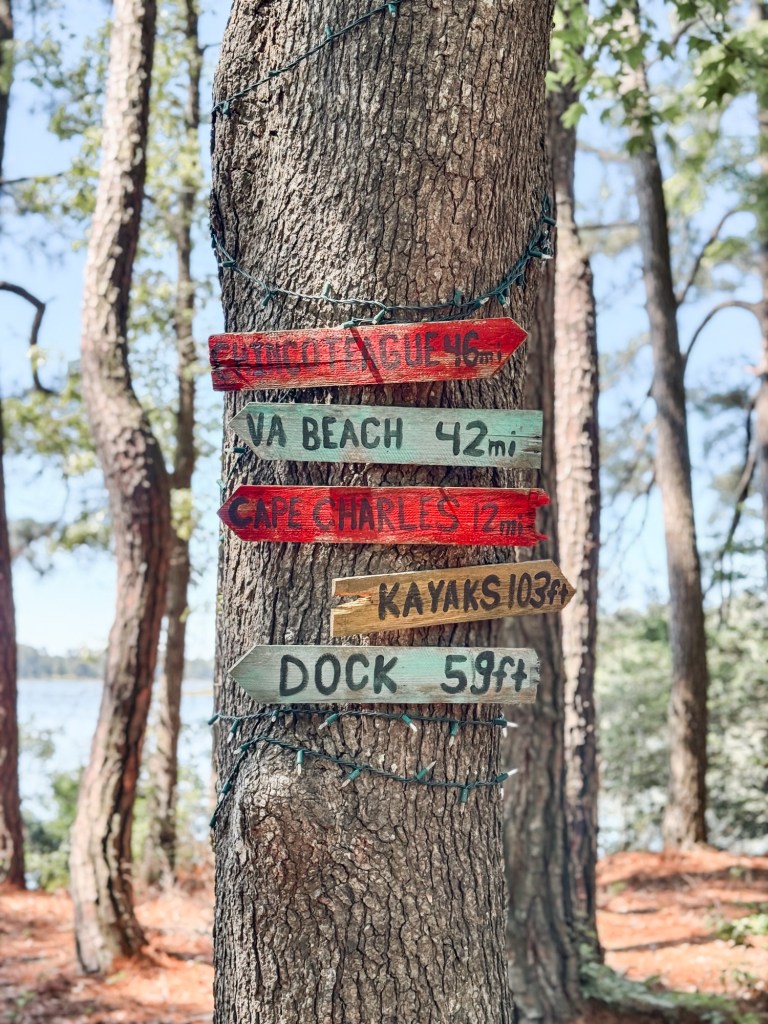 CHINCOTEAGUE 46mi
VA BEACH 42mi
CAPE CHARLES 12mi
KAYAKS 103ft
DOCK 59ft